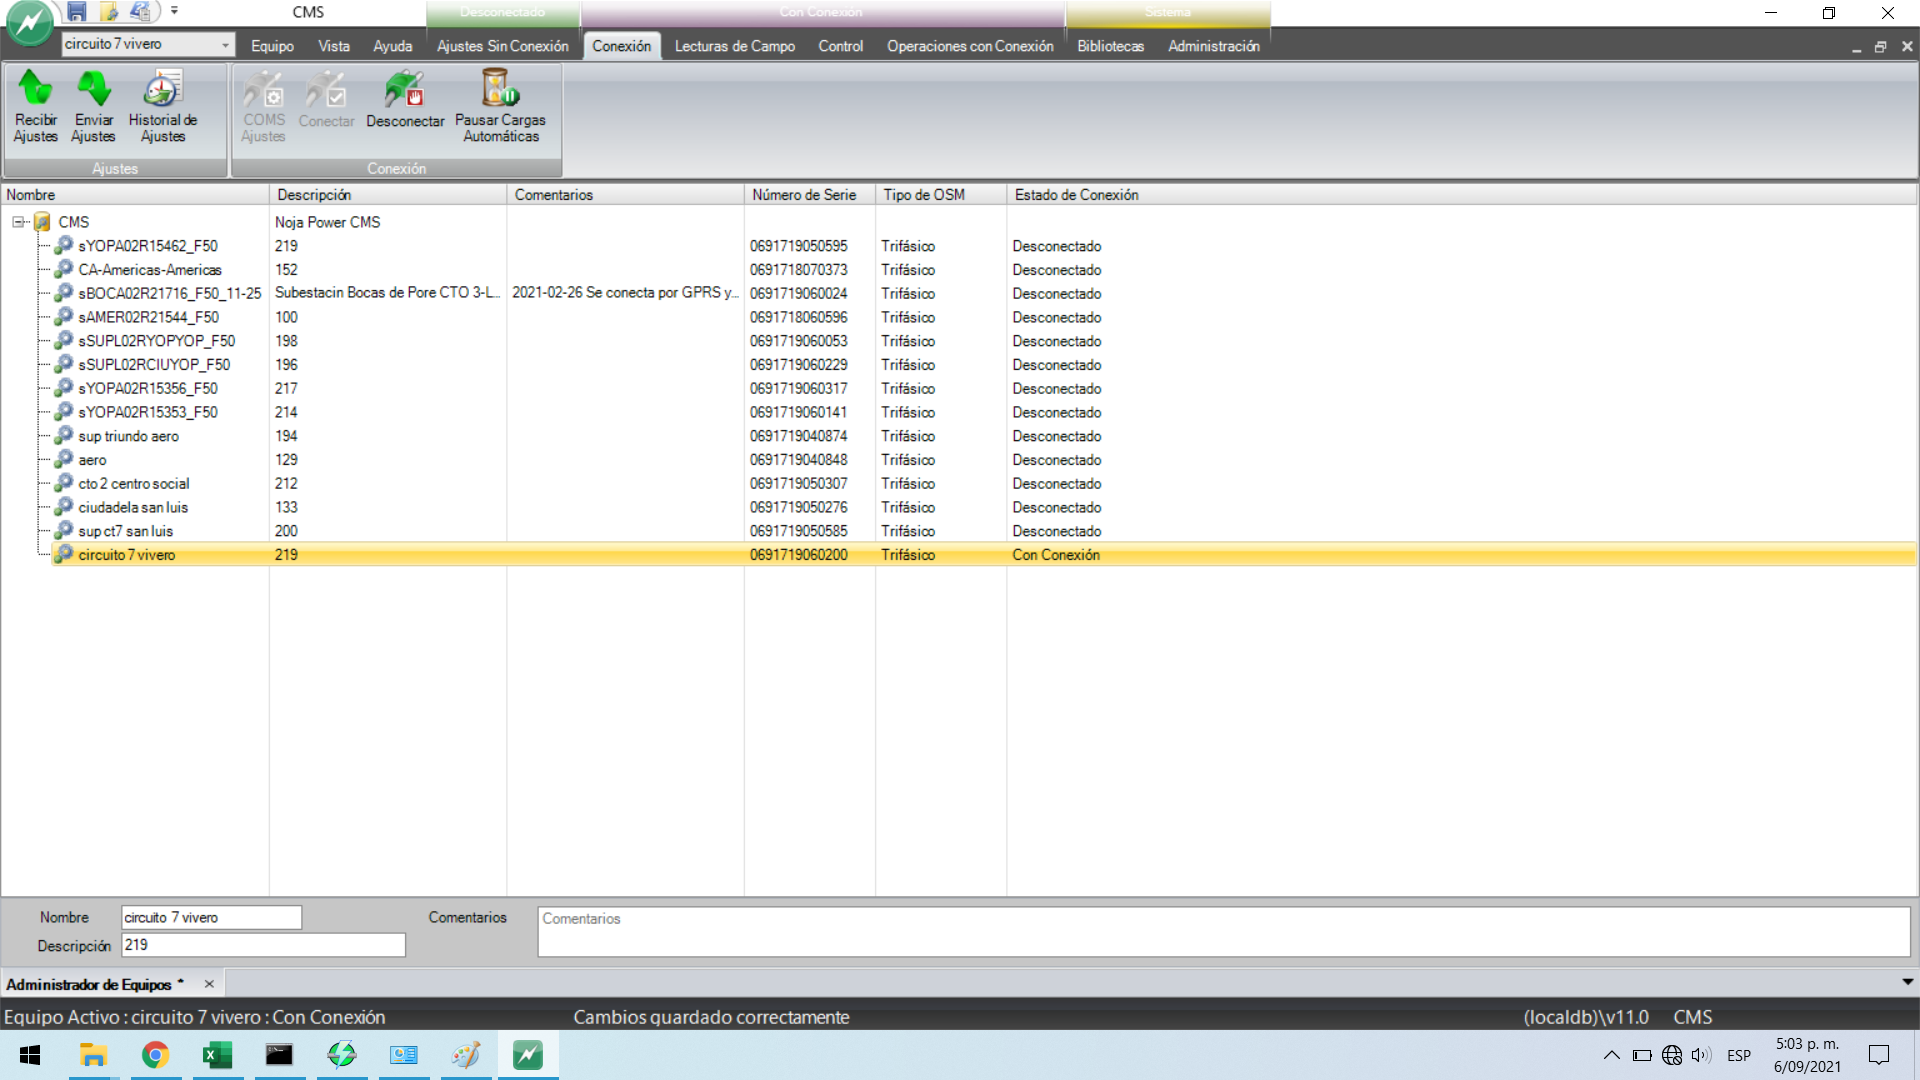 CMS Desconectado Con Conexión Sistema
circuito 7 vivero Equipo Vista Ayuda Ajustes Sin Conexión Conexión Lecturas de Campo Control Operaciones con Conexión Bibliotecas Administración
Recibir Ajustes Enviar Ajustes Historial de Ajustes COMS Ajustes Conectar Desconectar Pausar Cargas Automáticas
Ajustes Conexión
Nombre Descripción Comentarios Número de Serie Tipo de OSM Estado de Conexión
CMS Noja Power CMS
sYOPA02R15462_F50 219 0691719050595 Trifásico Desconectado
CA-Americas-Americas 152 0691718070373 Trifásico Desconectado
sBOCA02R21716_F50_11-25 Subestacin Bocas de Pore CTO 3-L... 2021-02-26 Se conecta por GPRS y... 0691719060024 Trifásico Desconectado
sAMER02R21544_F50 100 0691718060596 Trifásico Desconectado
sSUPL02RYOPYOP_F50 198 0691719060053 Trifásico Desconectado
sSUPL02RCIUYOP_F50 196 0691719060229 Trifásico Desconectado
sYOPA02R15356_F50 217 0691719060317 Trifásico Desconectado
sYOPA02R15353_F50 214 0691719060141 Trifásico Desconectado
sup triundo aero 194 0691719040874 Trifásico Desconectado
aero 129 0691719040848 Trifásico Desconectado
cto 2 centro social 212 0691719050307 Trifásico Desconectado
ciudadela san luis 133 0691719050276 Trifásico Desconectado
sup ct7 san luis 200 0691719050585 Trifásico Desconectado
circuito 7 vivero 219 0691719060200 Trifásico Con Conexión
Nombre circuito 7 vivero Comentarios Comentarios
Descripción 219
Administrador de Equipos *
Equipo Activo : circuito 7 vivero : Con Conexión Cambios guardado correctamente (localdb)\v11.0 CMS
ESP 5:03 p. m.
6/09/2021